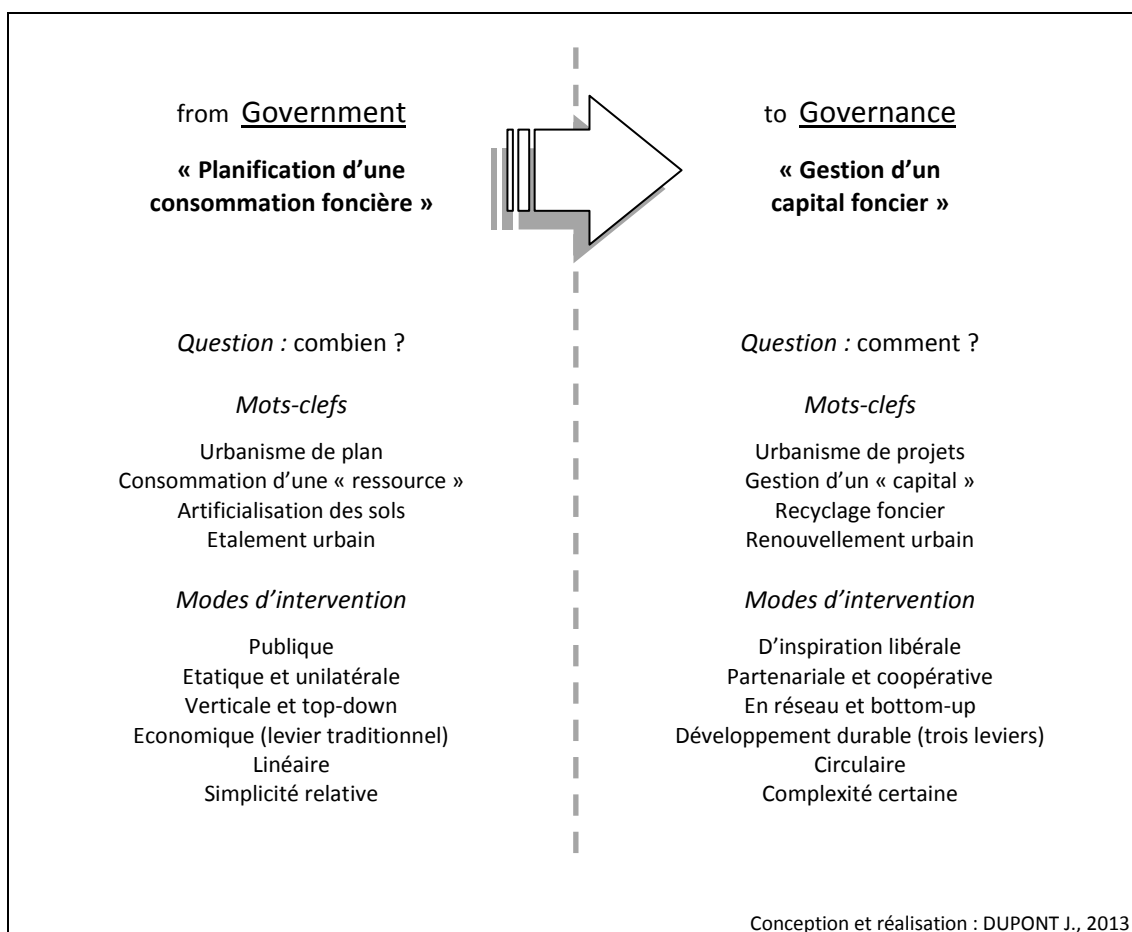 from Government
« Planification d’une
consommation foncière »
Question : combien ?
Mots-clefs
Urbanisme de plan
Consommation d’une « ressource »
Artificialisation des sols
Etalement urbain
Modes d’intervention
Publique
Etatique et unilatérale
Verticale et top-down
Economique (levier traditionnel)
Linéaire
Simplicité relative
to Governance
« Gestion d’un
capital foncier »
Question : comment ?
Mots-clefs
Urbanisme de projets
Gestion d’un « capital »
Recyclage foncier
Renouvellement urbain
Modes d’intervention
D’inspiration libérale
Partenariale et coopérative
En réseau et bottom-up
Développement durable (trois leviers)
Circulaire
Complexité certaine
Conception et réalisation : DUPONT J., 2013